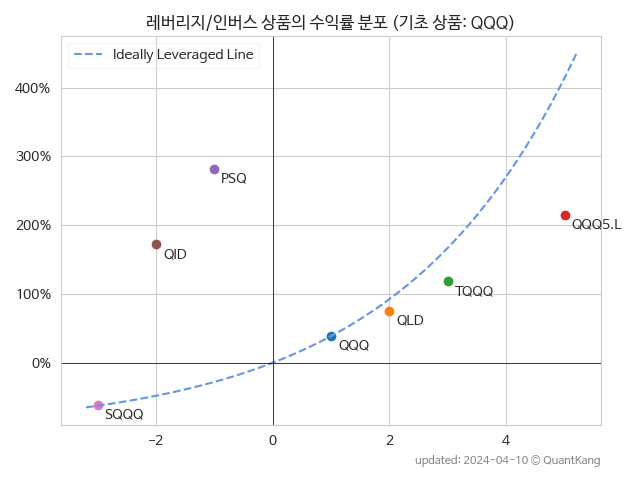 레버리지/인버스 상품의 수익률 분포 (기초 상품: QQQ)
Ideally Leveraged Line
400%
300%
200%
100%
0%
PSQ
QID
QQQ5.L
TQQQ
QLD
QQQ
SQQQ
−2 0 2 4
updated: 2024-04-10 © QuantKang